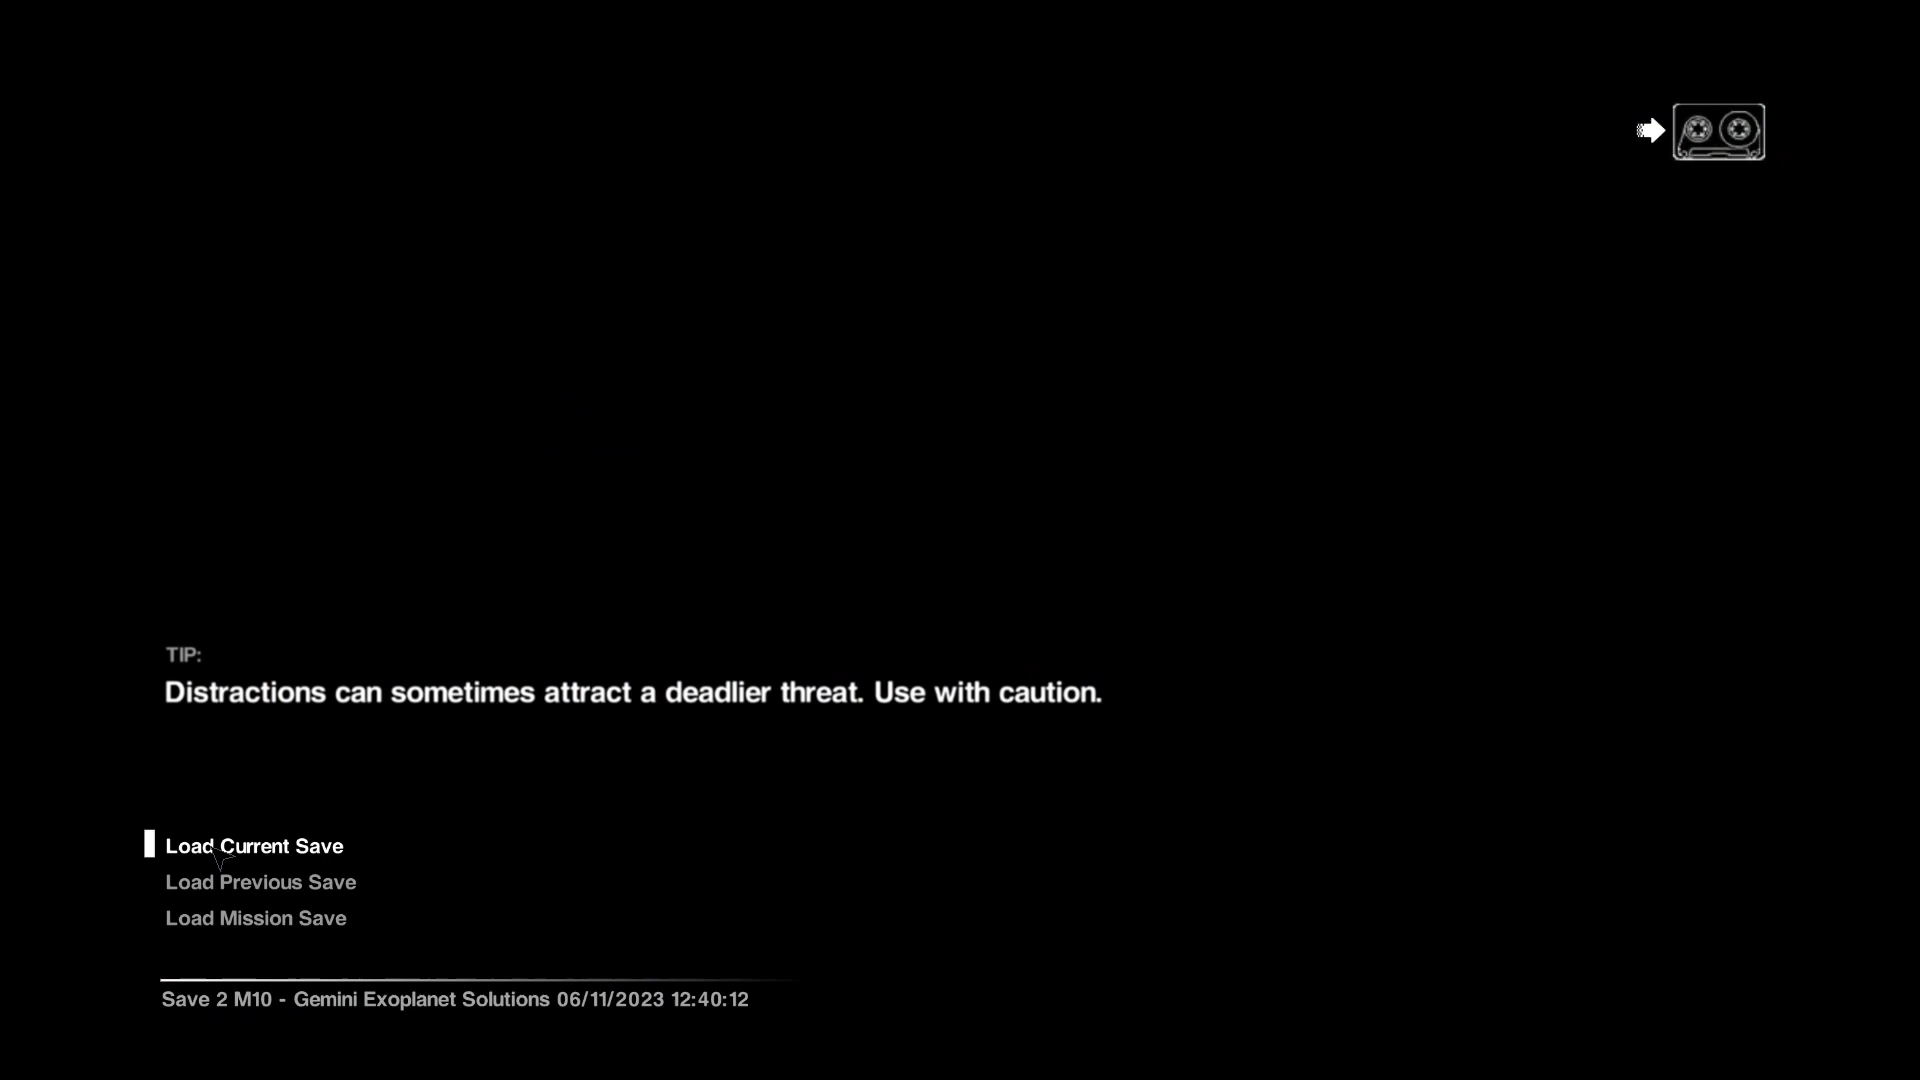 TIP:
Distractions can sometimes attract a deadlier threat. Use with caution.
Load Current Save
Load Previous Save
Load Mission Save
Save 2 M10 - Gemini Exoplanet Solutions 06/11/2023 12:40:12